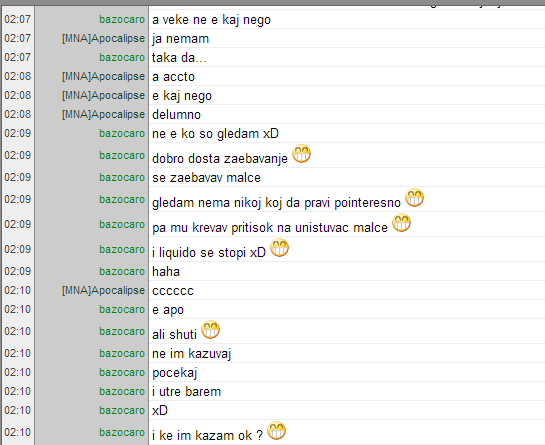 02:07 bazocaro a veke ne e kaj nego
02:07 [MNA]Apocalipse ja nemam
02:07 bazocaro taka da...
02:08 [MNA]Apocalipse a accto
02:08 [MNA]Apocalipse e kaj nego
02:08 [MNA]Apocalipse delumno
02:09 bazocaro ne e ko so gledam xD
02:09 bazocaro dobro dosta zaebavanje
02:09 bazocaro se zaebavav malce
02:09 bazocaro gledam nema nikoj koj da pravi pointeresno
02:09 bazocaro pa mu krevav pritisok na unistuvac malce
02:09 bazocaro i liquido se stopi xD
02:09 bazocaro haha
02:10 [MNA]Apocalipse cccccc
02:10 bazocaro e apo
02:10 bazocaro ali shuti
02:10 bazocaro ne im kazuvaj
02:10 bazocaro pocekaj
02:10 bazocaro i utre barem
02:10 bazocaro xD
02:10 bazocaro i ke im kazam ok ?